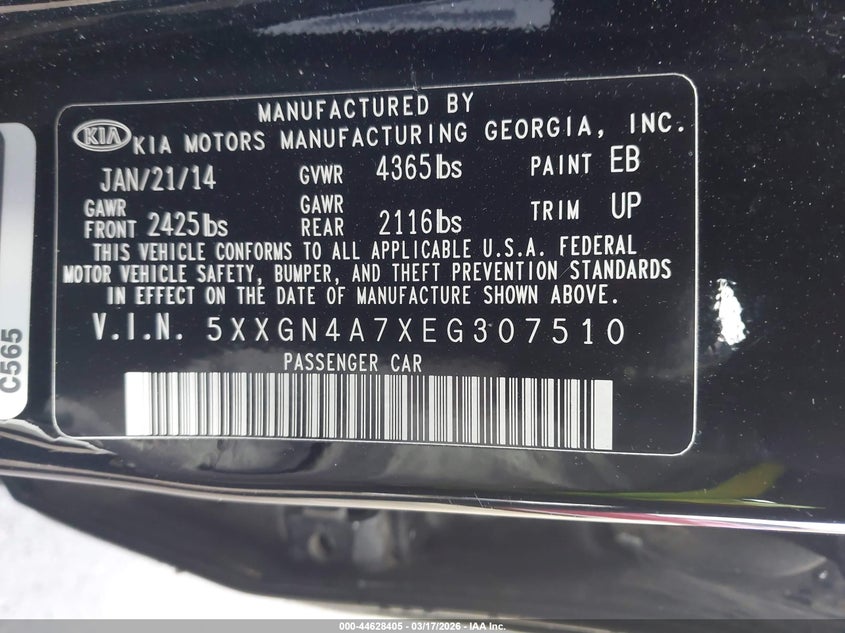 MANUFACTURED BY
KIA KIA MOTORS MANUFACTURING GEORGIA, INC.
JAN/21/14 GVWR 4365lbs PAINT EB
GAWR FRONT 2425lbs GAWR REAR 2116lbs TRIM UP
THIS VEHICLE CONFORMS TO ALL APPLICABLE U.S.A. FEDERAL
MOTOR VEHICLE SAFETY, BUMPER, AND THEFT PREVENTION STANDARDS
IN EFFECT ON THE DATE OF MANUFACTURE SHOWN ABOVE.
V.I.N. 5XXGN4A7XEG307510
PASSENGER CAR
C565
000-44628405 - 03/17/2026 - IAA Inc.